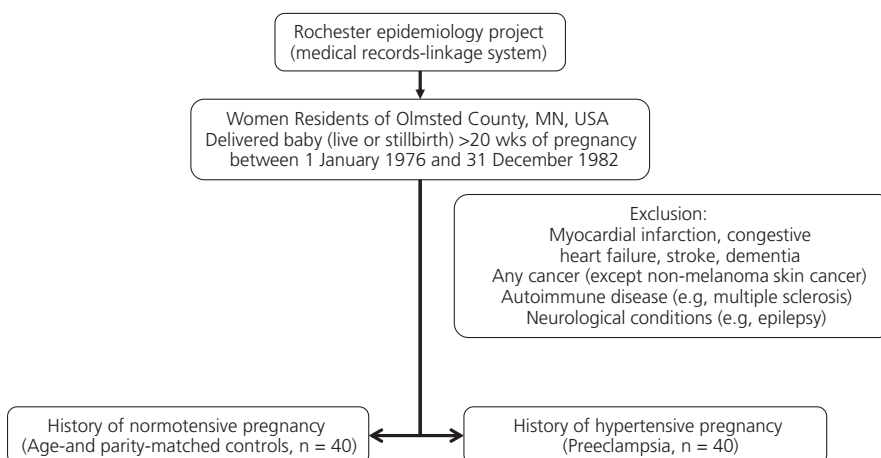 Rochester epidemiology project
(medical records-linkage system)
Women Residents of Olmsted County, MN, USA
Delivered baby (live or stillbirth) >20 wks of pregnancy
between 1 January 1976 and 31 December 1982
Exclusion:
Myocardial infarction, congestive
heart failure, stroke, dementia
Any cancer (except non-melanoma skin cancer)
Autoimmune disease (e.g, multiple sclerosis)
Neurological conditions (e.g, epilepsy)
History of normotensive pregnancy
(Age-and parity-matched controls, n = 40)
History of hypertensive pregnancy
(Preeclampsia, n = 40)